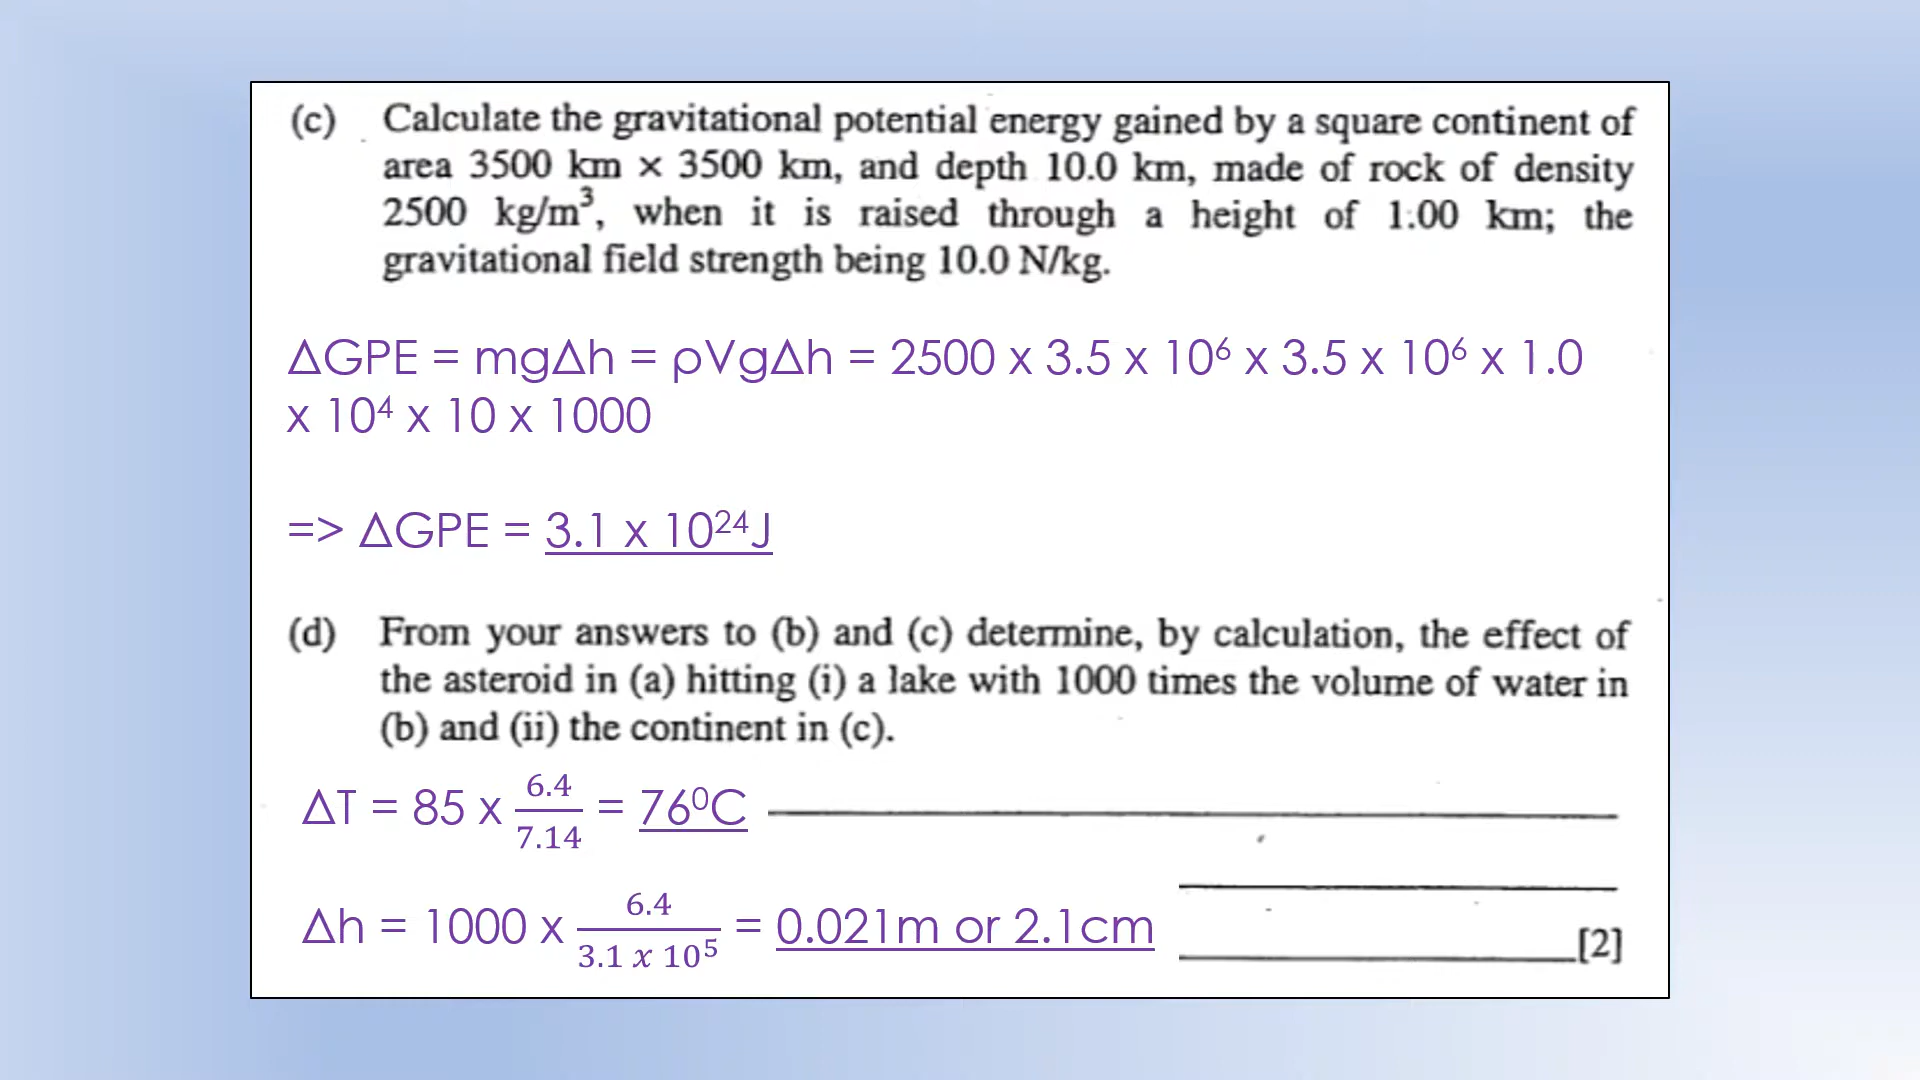 (c) Calculate the gravitational potential energy gained by a square continent of
area 3500 km × 3500 km, and depth 10.0 km, made of rock of density
2500 kg/m³, when it is raised through a height of 1.00 km; the
gravitational field strength being 10.0 N/kg.
ΔGPE = mgΔh = ρVgΔh = 2500 x 3.5 x 10⁶ x 3.5 x 10⁶ x 1.0
x 10⁴ x 10 x 1000
=> ΔGPE = 3.1 x 10²⁴J
(d) From your answers to (b) and (c) determine, by calculation, the effect of
the asteroid in (a) hitting (i) a lake with 1000 times the volume of water in
(b) and (ii) the continent in (c).
ΔT = 85 x 6.4/7.14 = 76⁰C
Δh = 1000 x 6.4/3.1 x 10⁵ = 0.021m or 2.1cm
[2]